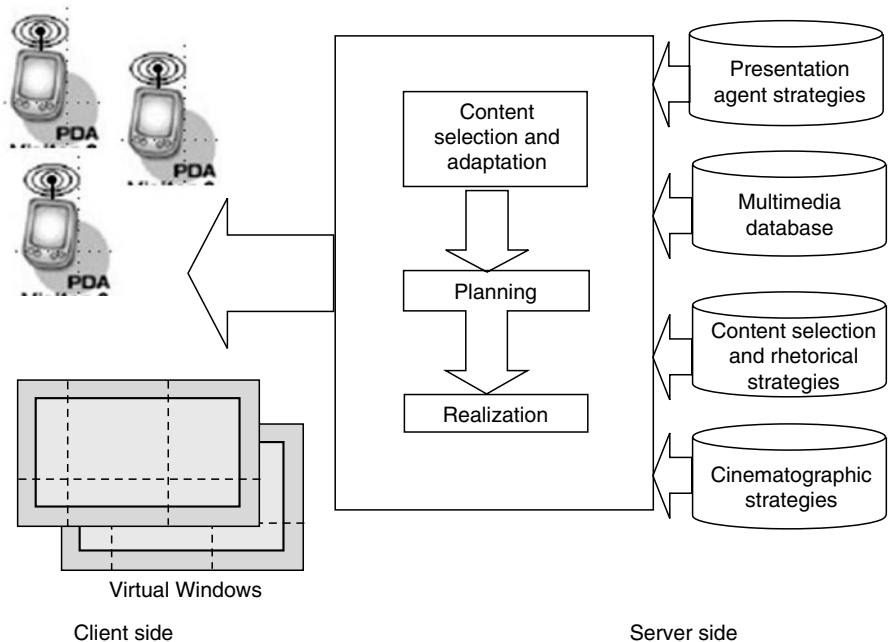 PDA
PDA
PDA
Content
selection and
adaptation
Planning
Realization
Presentation
agent strategies
Multimedia
database
Content selection
and rhetorical
strategies
Cinematographic
strategies
Virtual Windows
Client side
Server side